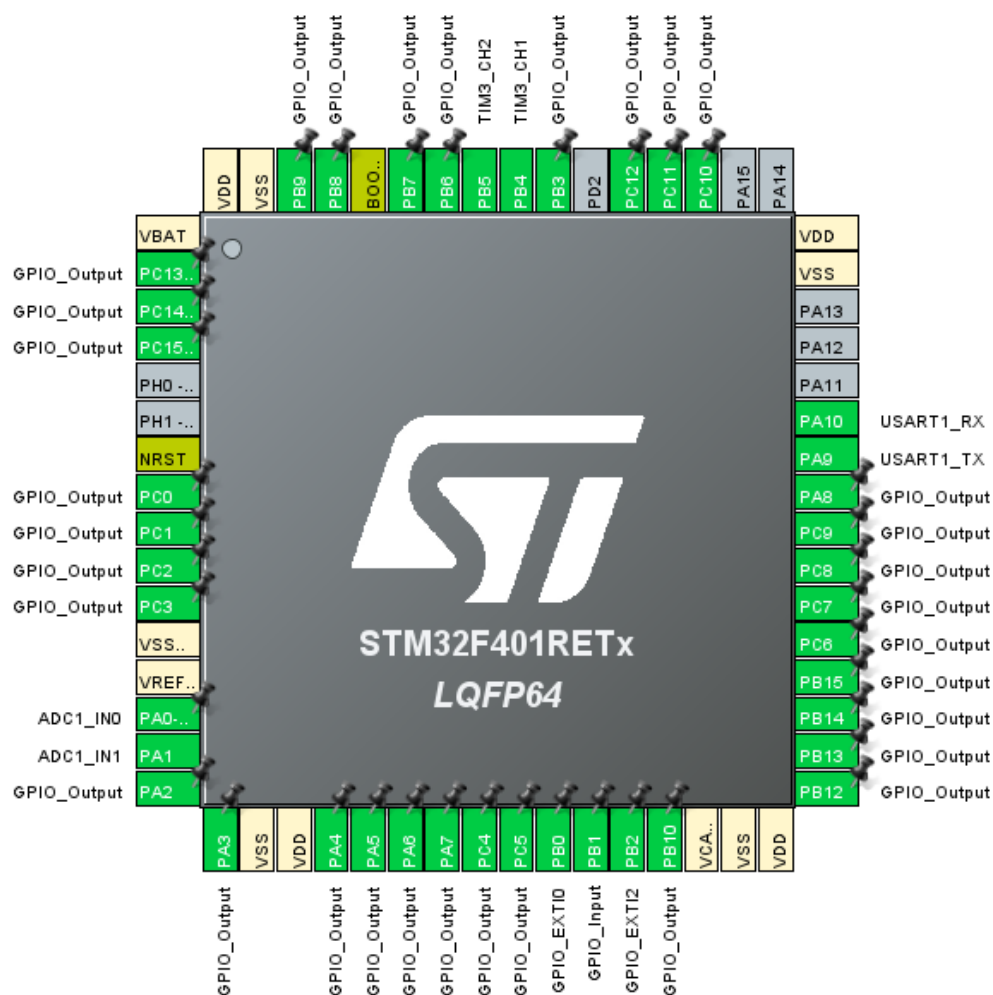 GPIO_Output
GPIO_Output
GPIO_Output
GPIO_Output
TIM3_CH2
TIM3_CH1
GPIO_Output
GPIO_Output
GPIO_Output
GPIO_Output
VDD
VSS
PB9
PB8
BOO..
PB7
PB6
PB5
PB4
PB3
PD2
PC12
PC11
PC10
PA15
PA14
VBAT
GPIO_Output PC13..
GPIO_Output PC14..
GPIO_Output PC15..
PH0 -..
PH1 -..
NRST
GPIO_Output PC0
GPIO_Output PC1
GPIO_Output PC2
GPIO_Output PC3
VSS..
VREF..
ADC1_IN0 PA0-..
ADC1_IN1 PA1
GPIO_Output PA2
STM32F401RETx
LQFP64
VDD
VSS
PA13
PA12
PA11
PA10 USART1_RX
PA9 USART1_TX
PA8 GPIO_Output
PC9 GPIO_Output
PC8 GPIO_Output
PC7 GPIO_Output
PC6 GPIO_Output
PB15 GPIO_Output
PB14 GPIO_Output
PB13 GPIO_Output
PB12 GPIO_Output
PA3
VSS
VDD
PA4
PA5
PA6
PA7
PC4
PC5
PB0
PB1
PB2
PB10
VCA..
VSS
VDD
GPIO_Output
GPIO_Output
GPIO_Output
GPIO_Output
GPIO_Output
GPIO_Output
GPIO_Output
GPIO_EXTI0
GPIO_Input
GPIO_EXTI2
GPIO_Output